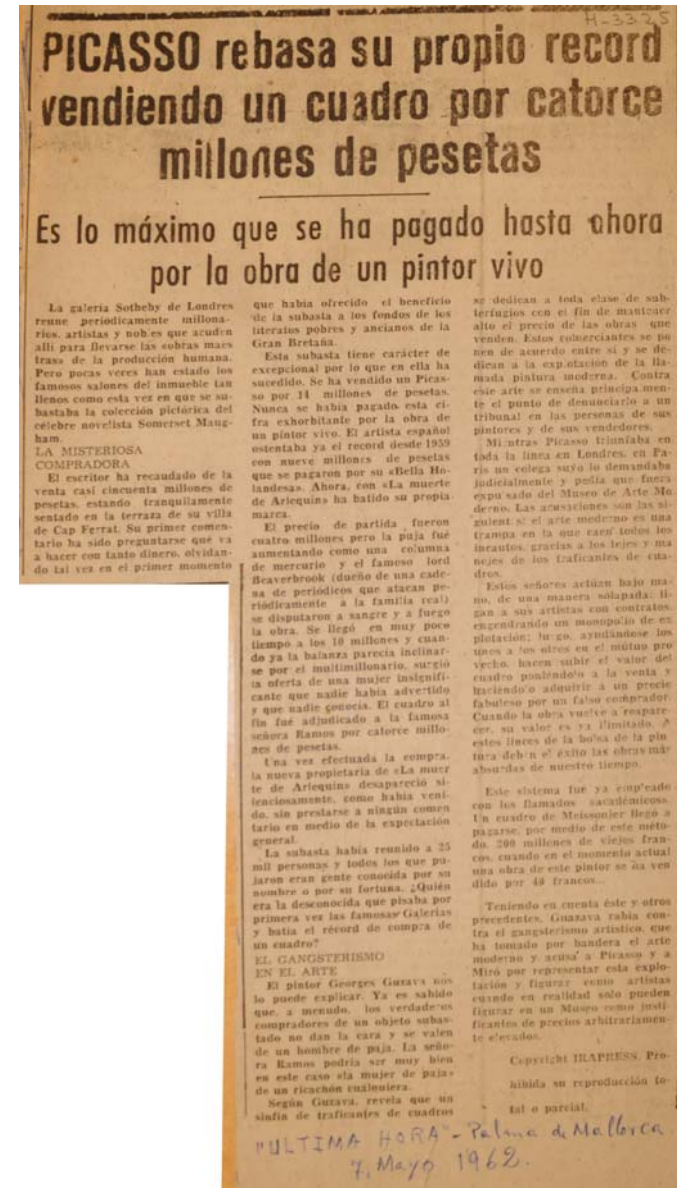 H-3325
PICASSO rebasa su propio record
vendiendo un cuadro por catorce
millones de pesetas
Es lo máximo que se ha pagado hasta ahora
por la obra de un pintor vivo
La galería Sotheby de Londres
reune periódicamente millona-
rios, artistas y nobles que acuden
allí para llevarse las «obras maes
tras» de la producción humana.
Pero pocas veces han estado los
famosos salones del inmueble tan
llenos como esta vez en que se su-
bastaba la colección pictórica del
célebre novelista Somerset Maug-
ham.
LA MISTERIOSA
COMPRADORA
El escritor ha recaudado de la
venta casi cincuenta millones de
pesetas, estando tranquilamente
sentado en la terraza de su villa
de Cap Ferrat. Su primer comen-
tario ha sido preguntarse qué va
a hacer con tanto dinero, olvidan-
do tal vez en el primer momento
que había ofrecido el beneficio
de la subasta a los fondos de los
literatos pobres y ancianos de la
Gran Bretaña.
Esta subasta tiene carácter de
excepcional por lo que en ella ha
sucedido. Se ha vendido un Picas-
so por 14 millones de pesetas.
Nunca se había pagado esta ci-
fra exhorbitante por la obra de
un pintor vivo. El artista español
ostentaba ya el record desde 1959
con nueve millones de pesetas
que se pagaron por su «Bella Ho-
landesa». Ahora, con «La muerte
de Arlequín» ha batido su propia
marca.
El precio de partida fueron
cuatro millones pero la puja fué
aumentando como una columna
de mercurio y el famoso lord
Beaverbrook (dueño de una cade-
na de periódicos que atacan pe-
riódicamente a la familia real)
se disputaron a sangre y a fuego
la obra. Se llegó en muy poco
tiempo a los 10 millones y cuan-
do ya la balanza parecía inclinar-
se por el multimillonario, surgió
la oferta de una mujer insignifi-
cante que nadie había advertido
y que nadie conocía. El cuadro al
fin fué adjudicado a la famosa
señora Ramos por catorce millo-
nes de pesetas.
Una vez efectuada la compra,
la nueva propietaria de «La muer
te de Arlequín» desapareció si-
lenciosamente, como había veni-
do, sin prestarse a ningún comen
tario en medio de la expectación
general.
La subasta había reunido a 25
mil personas y todos los que pu-
jaron eran gente conocida por su
nombre o por su fortuna. ¿Quién
era la desconocida que pisaba por
primera vez las famosas Galerías
y batía el récord de compra de
un cuadro?
EL GANGSTERISMO
EN EL ARTE
El pintor Georges Guzava nos
lo puede explicar. Ya es sabido
que, a menudo, los verdaderos
compradores de un objeto subas-
tado no dan la cara y se valen
de un hombre de paja. La seño-
ra Ramos podría ser muy bien
en este caso «la mujer de paja»
de un ricachón cualquiera.
Según Guzava, revela que un
sinfín de traficantes de cuadros
se dedican a toda clase de sub-
terfugios con el fin de mantener
alto el precio de las obras que
venden. Estos comerciantes se po
nen de acuerdo entre sí y se de-
dican a la explotación de la lla-
mada pintura moderna. Contra
este arte se enseña principalmen-
te el punto de denunciarlo a un
tribunal en las personas de sus
pintores y de sus vendedores.
Mientras Picasso triunfaba en
toda la línea en Londres, en Pa-
rís un colega suyo lo demandaba
judicialmente y pedía que fuera
expulsado del Museo de Arte Mo
derno. Las acusaciones son las si-
guientes: el arte moderno es una
trampa en la que caen todos los
incautos, gracias a los tejes y ma
nejes de los traficantes de cua-
dros.
Estos señores actúan bajo ma-
no, de una manera solapada; li-
gan a sus artistas con contratos,
engendrando un monopolio de ex
plotación; luego, ayudándose los
unos a los otros en el mútuo pro
vecho, hacen subir el valor del
cuadro poniéndolo a la venta y
haciéndolo adquirir a un precio
fabuloso por un falso comprador.
Cuando la obra vuelve a reapare-
cer, su valor es ya ilimitado. A
estos linces de la bolsa de la pin
tura deben el éxito las obras más
absurdas de nuestro tiempo.
Este sistema fue ya empleado
con los llamados «académicos».
Un cuadro de Meissonier llegó a
pagarse, por medio de este méto-
do, 200 millones de viejos fran-
cos, cuando en el momento actual
una obra de este pintor se ha ven
dido por 40 francos...
Teniendo en cuenta éste y otros
precedentes, Guazava rabia con-
tra el gangsterismo artístico, que
ha tomado por bandera el arte
moderno y acusa a Picasso y a
Miró por representar esta explo-
tación y figurar como artistas
cuando en realidad solo pueden
figurar en un Museo como justi-
ficantes de precios arbitrariamen-
te elevados.
Copyright IRAPRESS. Pro-
hibida su reproducción to-
tal o parcial.
"ULTIMA HORA" - Palma de Mallorca
7, Mayo 1962.